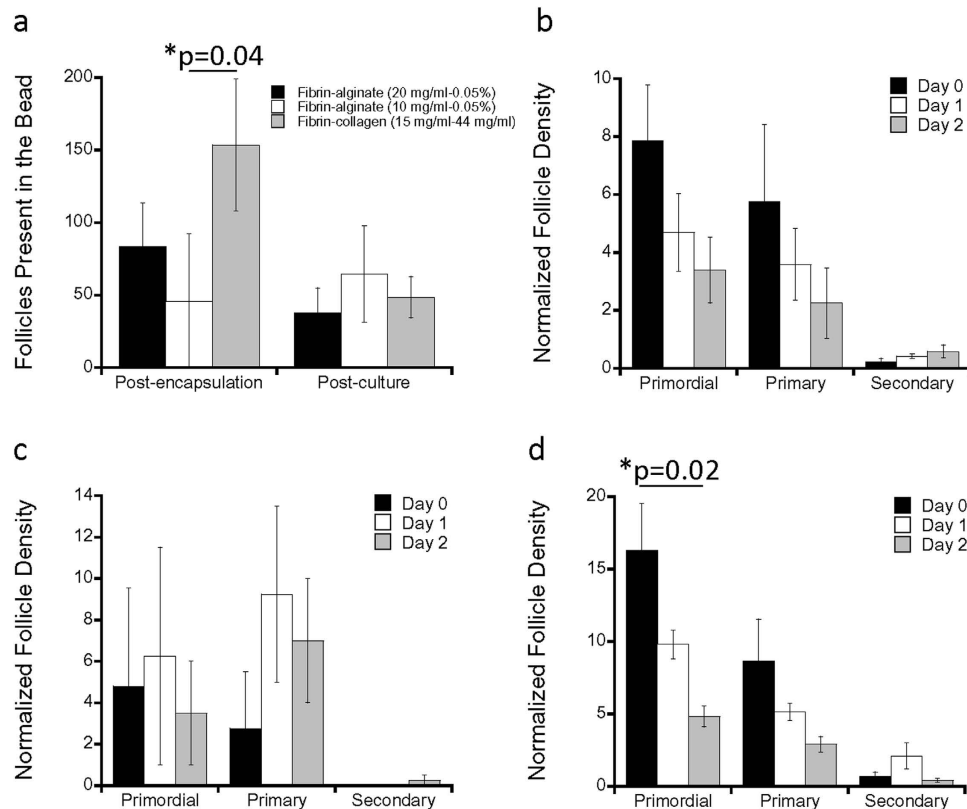 a
*p=0.04
Follicles Present in the Bead
200
150
100
50
0
Fibrin-alginate (20 mg/ml-0.05%)
Fibrin-alginate (10 mg/ml-0.05%)
Fibrin-collagen (15 mg/ml-44 mg/ml)
Post-encapsulation
Post-culture
b
Normalized Follicle Density
10
8
6
4
2
0
Day 0
Day 1
Day 2
Primordial
Primary
Secondary
c
Normalized Follicle Density
14
12
10
8
6
4
2
0
Day 0
Day 1
Day 2
Primordial
Primary
Secondary
d
*p=0.02
Normalized Follicle Density
20
15
10
5
0
Day 0
Day 1
Day 2
Primordial
Primary
Secondary